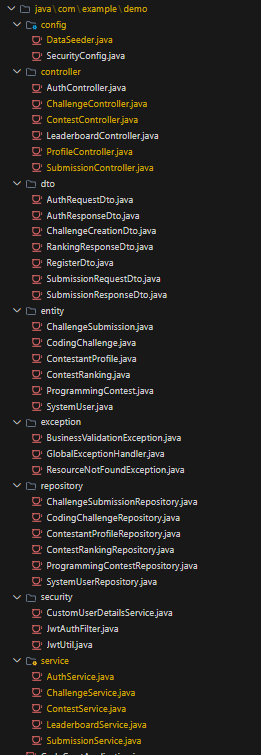 java\com\example\demo
config
DataSeeder.java
SecurityConfig.java
controller
AuthController.java
ChallengeController.java
ContestController.java
LeaderboardController.java
ProfileController.java
SubmissionController.java
dto
AuthRequestDto.java
AuthResponseDto.java
ChallengeCreationDto.java
RankingResponseDto.java
RegisterDto.java
SubmissionRequestDto.java
SubmissionResponseDto.java
entity
ChallengeSubmission.java
CodingChallenge.java
ContestantProfile.java
ContestRanking.java
ProgrammingContest.java
SystemUser.java
exception
BusinessValidationException.java
GlobalExceptionHandler.java
ResourceNotFoundException.java
repository
ChallengeSubmissionRepository.java
CodingChallengeRepository.java
ContestantProfileRepository.java
ContestRankingRepository.java
ProgrammingContestRepository.java
SystemUserRepository.java
security
CustomUserDetailsService.java
JwtAuthFilter.java
JwtUtil.java
service
AuthService.java
ChallengeService.java
ContestService.java
LeaderboardService.java
SubmissionService.java